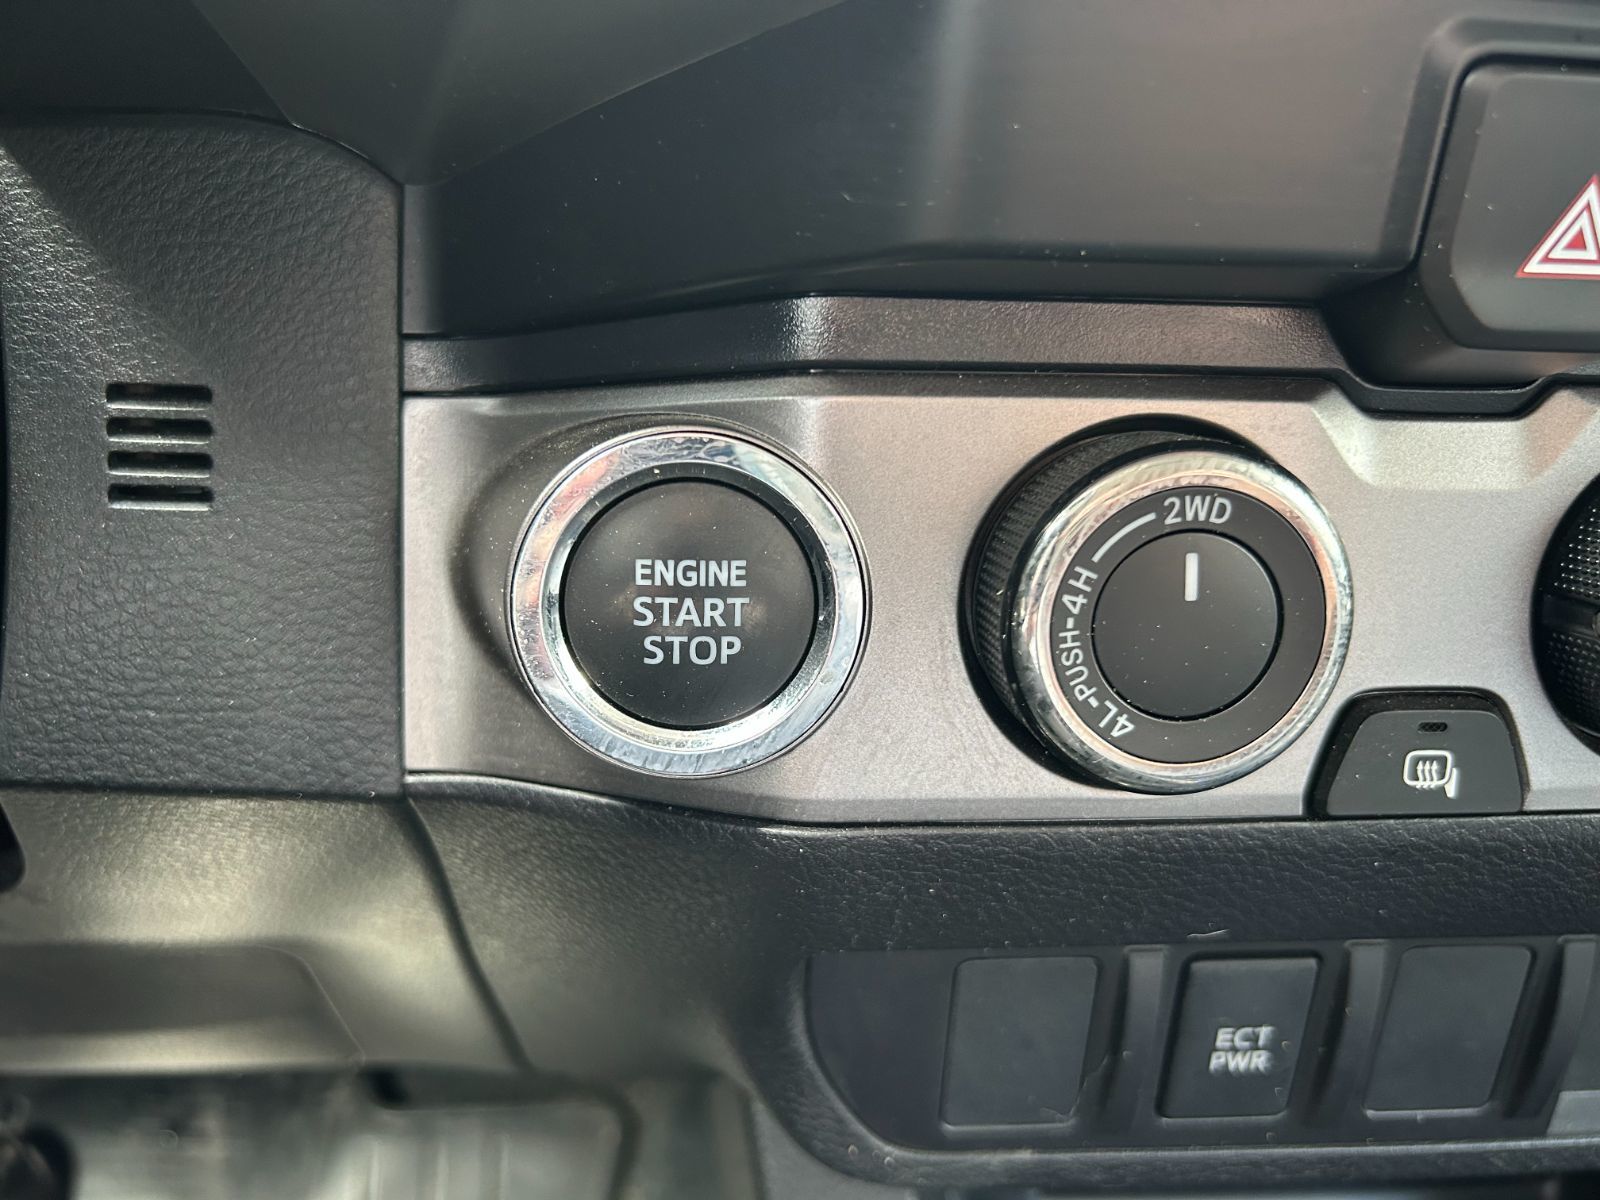 ENGINE
START
STOP
2WD
4L-PUSH-4H
ECT
PWR